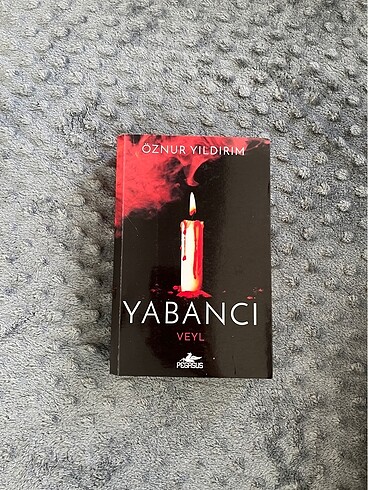 ÖZNUR YILDIRIM
YABANCI
VEYL
PEGASUS